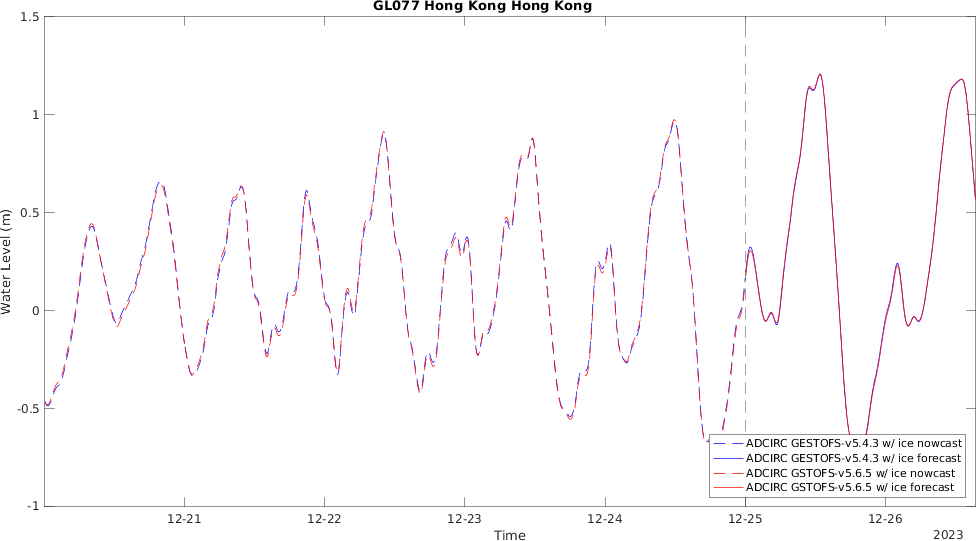 GL077 Hong Kong Hong Kong
1.5
1
0.5
0
-0.5
-1
Water Level (m)
12-21
12-22
12-23
12-24
12-25
12-26
Time
2023
ADCIRC GESTOFS-v5.4.3 w/ ice nowcast
ADCIRC GESTOFS-v5.4.3 w/ ice forecast
ADCIRC GSTOFS-v5.6.5 w/ ice nowcast
ADCIRC GSTOFS-v5.6.5 w/ ice forecast